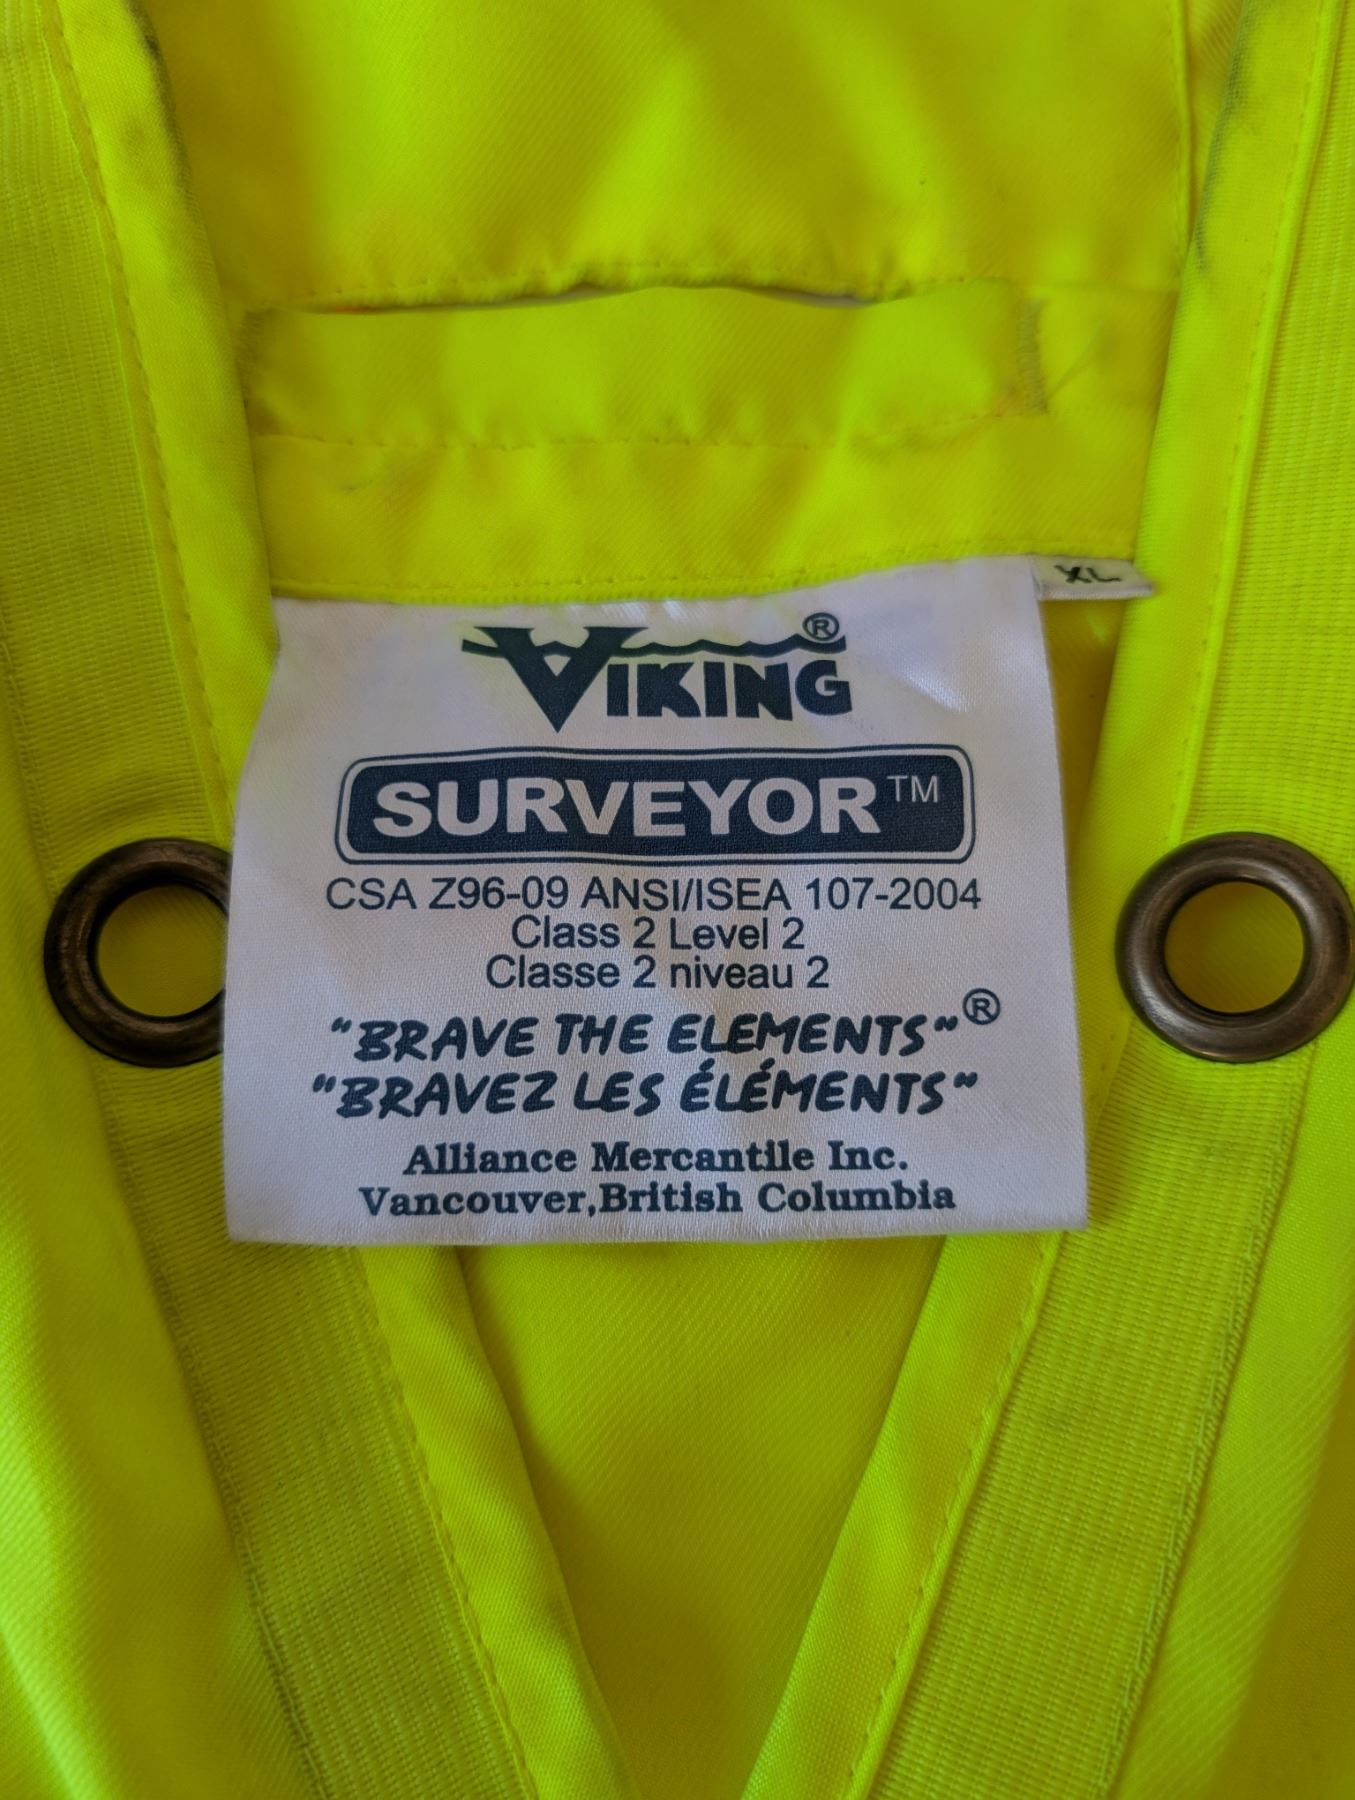 XL
VIKING®
SURVEYOR™
CSA Z96-09 ANSI/ISEA 107-2004
Class 2 Level 2
Classe 2 niveau 2
"BRAVE THE ELEMENTS"®
"BRAVEZ LES ÉLÉMENTS"
Alliance Mercantile Inc.
Vancouver,British Columbia